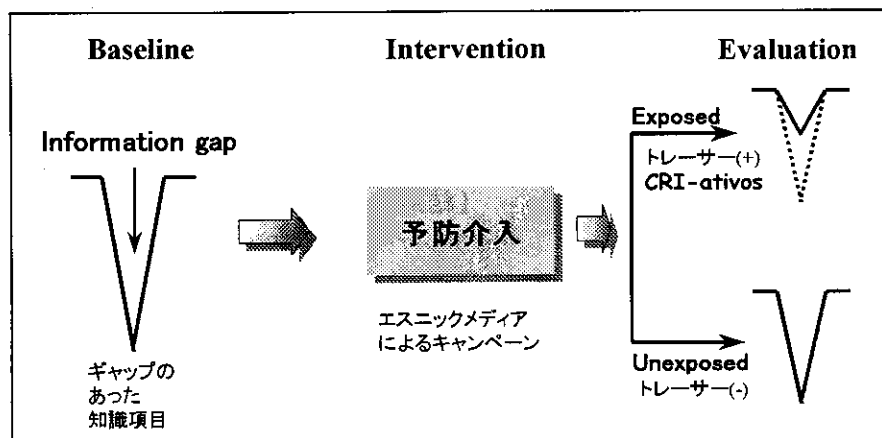 Baseline
Intervention
Evaluation
Information gap
ギャップの
あった
知識項目
予防介入
エスニックメディア
によるキャンペーン
Exposed
トレーサー(+)
CRI-ativos
Unexposed
トレーサー(-)